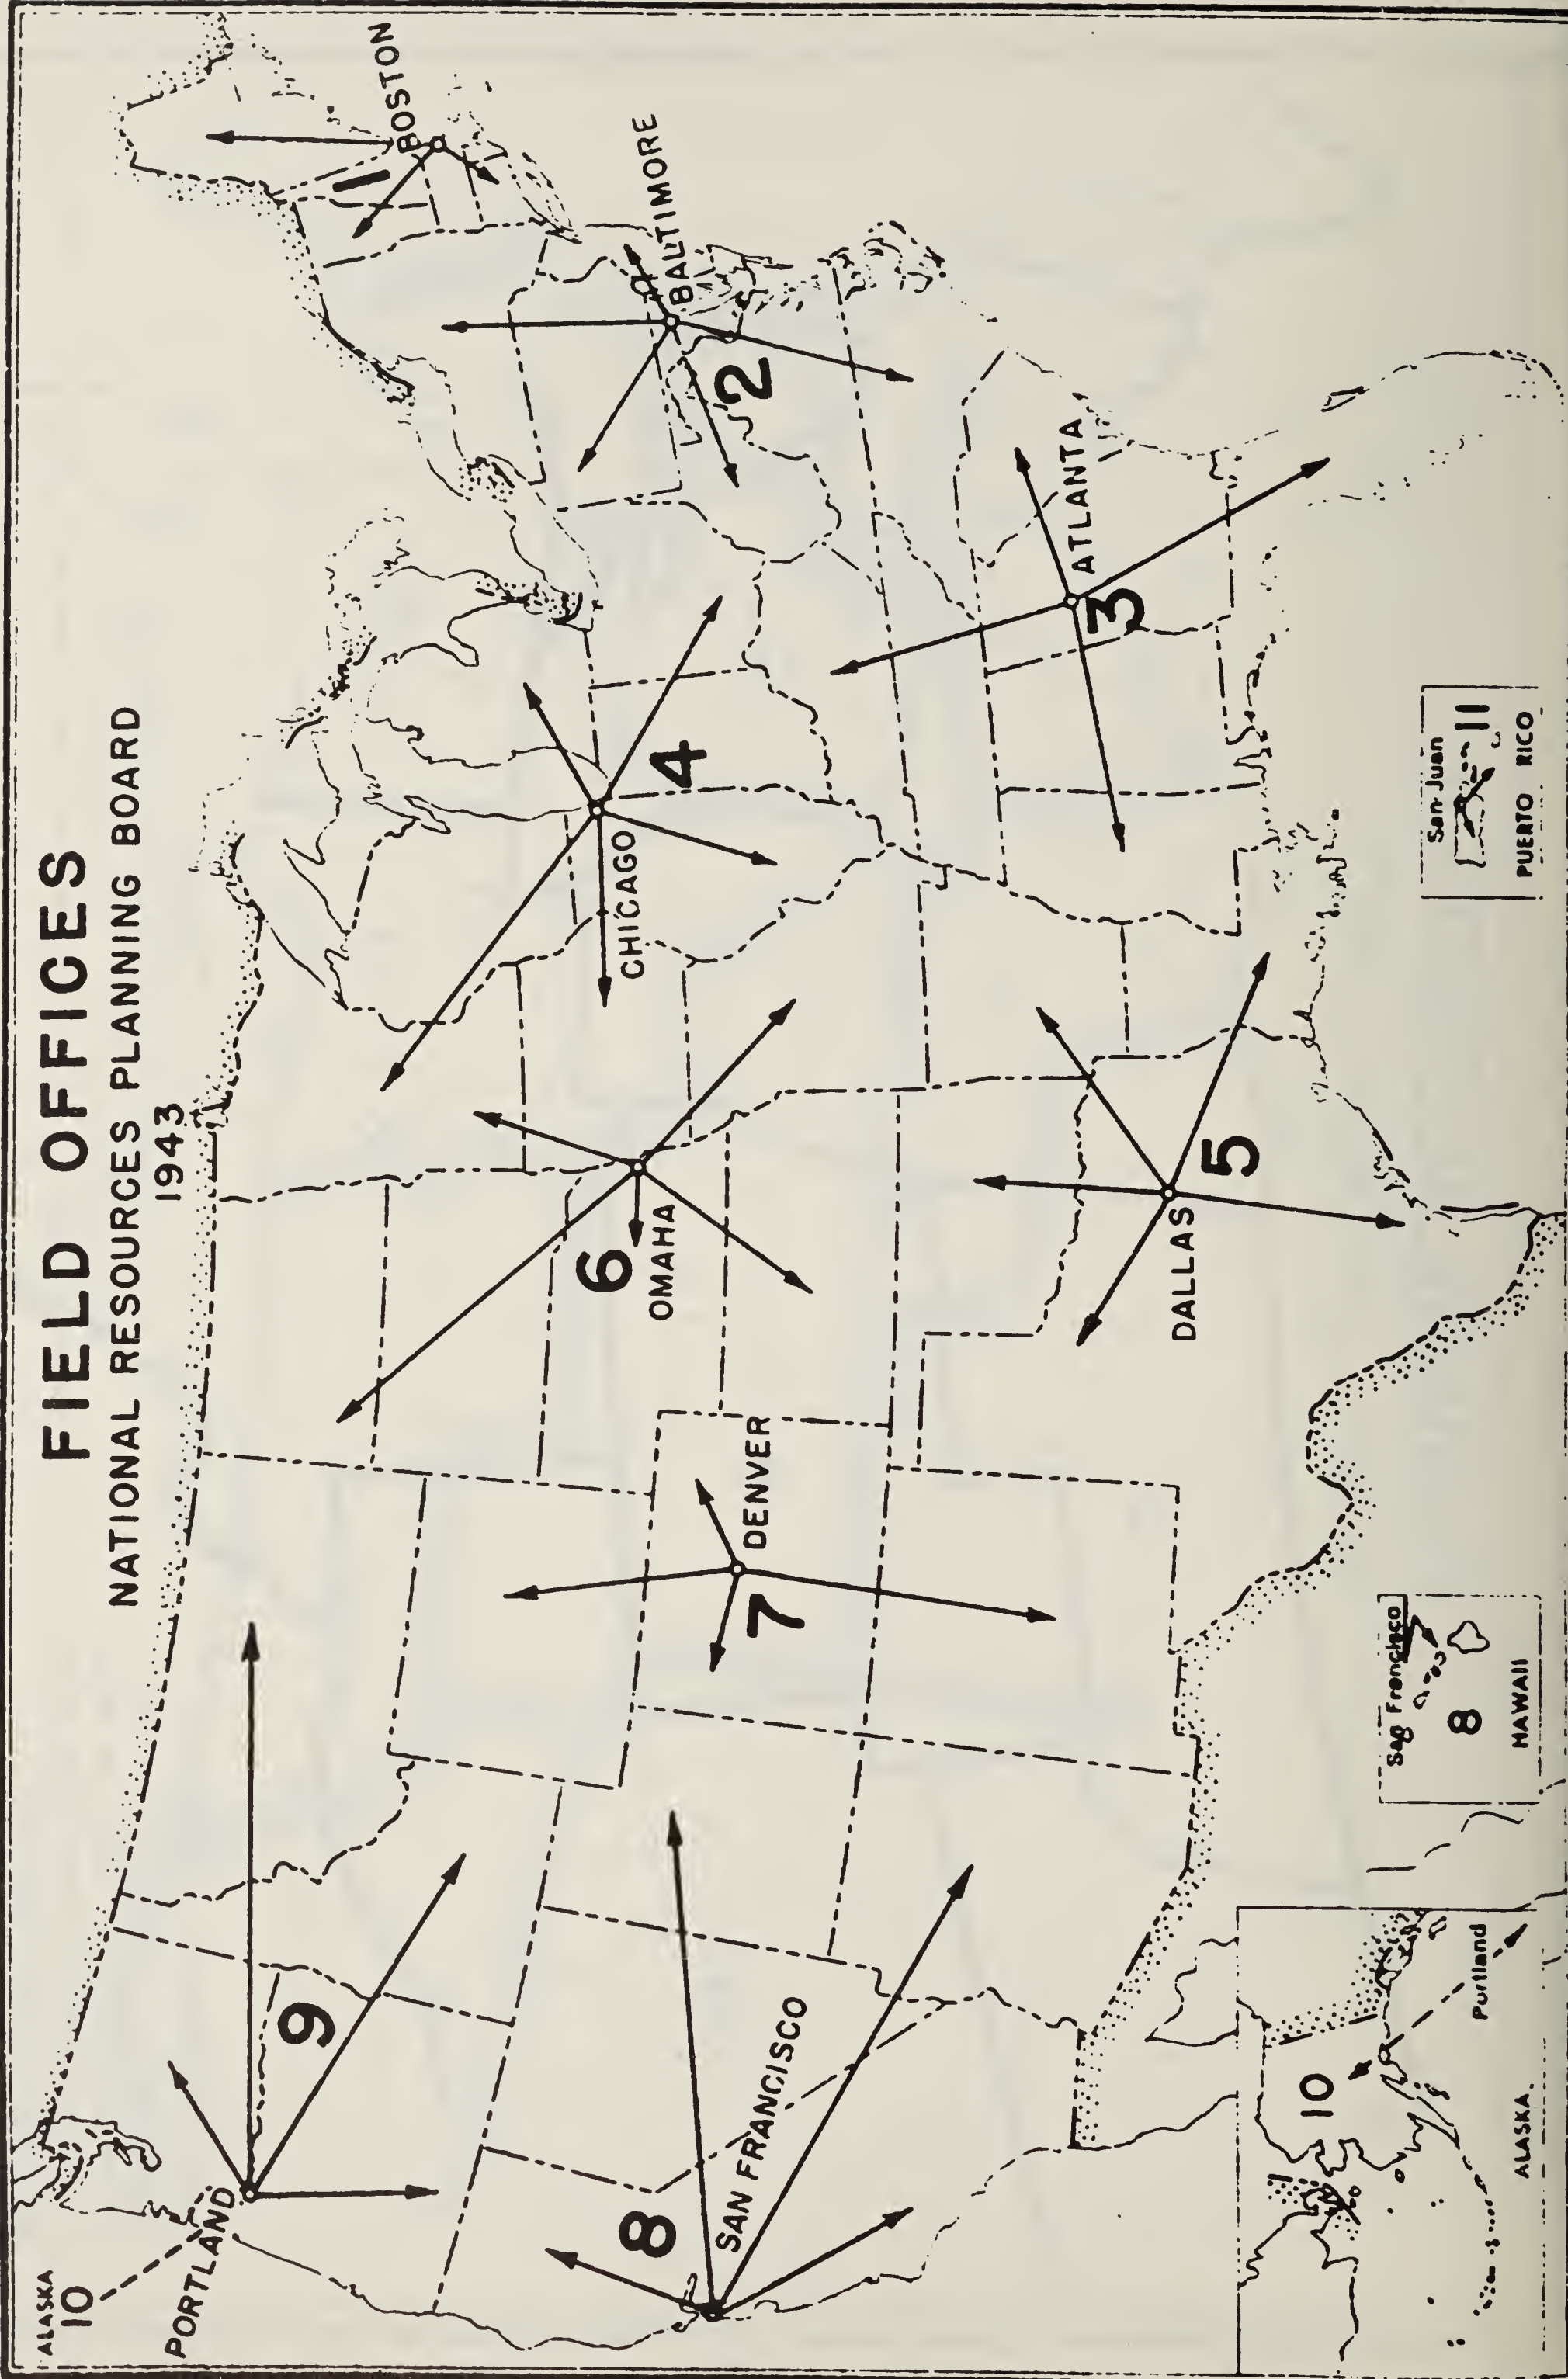 FIELD OFFICES
NATIONAL RESOURCES PLANNING BOARD
1943
ALASKA
10
PORTLAND
9
8
SAN FRANCISCO
7
DENVER
6
OMAHA
CHICAGO
4
1
BOSTON
BALTIMORE
2
ATLANTA
3
5
DALLAS
10
Portland
ALASKA
San Francisco
8
HAWAII
San Juan
11
PUERTO RICO